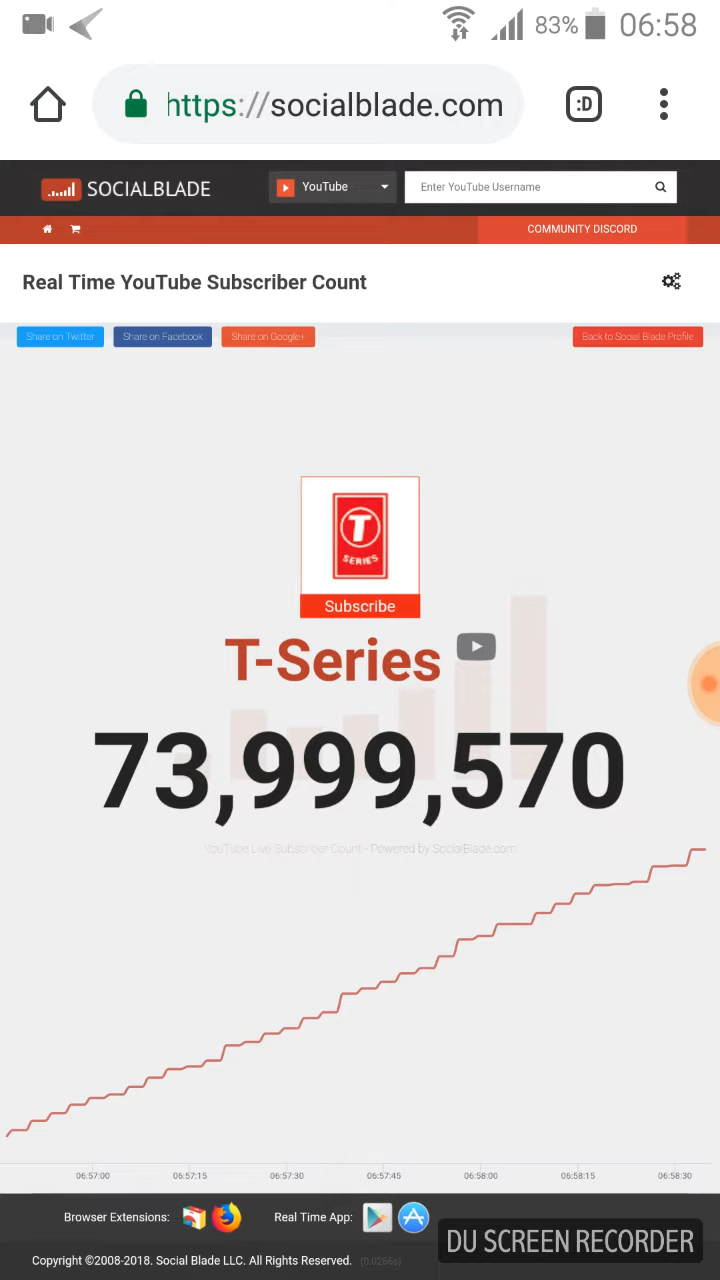 83% 06:58
https://socialblade.com :D
SOCIALBLADE YouTube Enter YouTube Username
COMMUNITY DISCORD
Real Time YouTube Subscriber Count
Share on Twitter Share on Facebook Share on Google+ Back to Social Blade Profile
T
SERIES
Subscribe
T-Series
73,999,570
YouTube Live Subscriber Count - Powered by SocialBlade.com
06:57:00 06:57:15 06:57:30 06:57:45 06:58:00 06:58:15 06:58:30
Browser Extensions: Real Time App:
DU SCREEN RECORDER
Copyright ©2008-2018. Social Blade LLC. All Rights Reserved. (0.0266s)